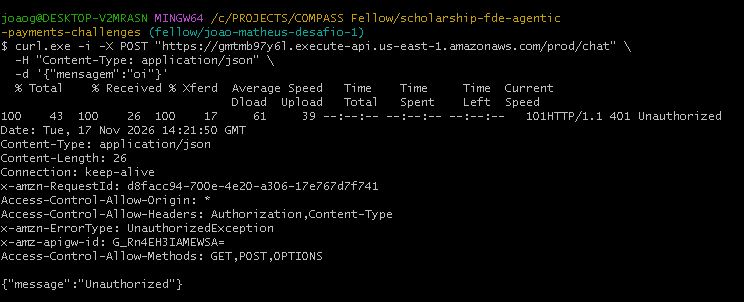 joaog@DESKTOP-V2MRASN MINGW64 /c/PROJECTS/COMPASS Fellow/scholarship-fde-agentic
-payments-challenges (fellow/joao-matheus-desafio-1)
$ curl.exe -i -X POST "https://gmtmb97y6l.execute-api.us-east-1.amazonaws.com/prod/chat" \
  -H "Content-Type: application/json" \
  -d '{"mensagem":"oi"}'
  % Total    % Received % Xferd  Average Speed   Time    Time     Time  Current
                                 Dload  Upload   Total   Spent    Left  Speed
100    43  100    26  100    17     61     39 --:--:-- --:--:-- --:--:--   101HTTP/1.1 401 Unauthorized
Date: Tue, 17 Nov 2026 14:21:50 GMT
Content-Type: application/json
Content-Length: 26
Connection: keep-alive
x-amzn-RequestId: d8facc94-700e-4e20-a306-17e767d7f741
Access-Control-Allow-Origin: *
Access-Control-Allow-Headers: Authorization,Content-Type
x-amzn-ErrorType: UnauthorizedException
x-amz-apigw-id: G_Rn4EH3IAMEWSA=
Access-Control-Allow-Methods: GET,POST,OPTIONS

{"message":"Unauthorized"}